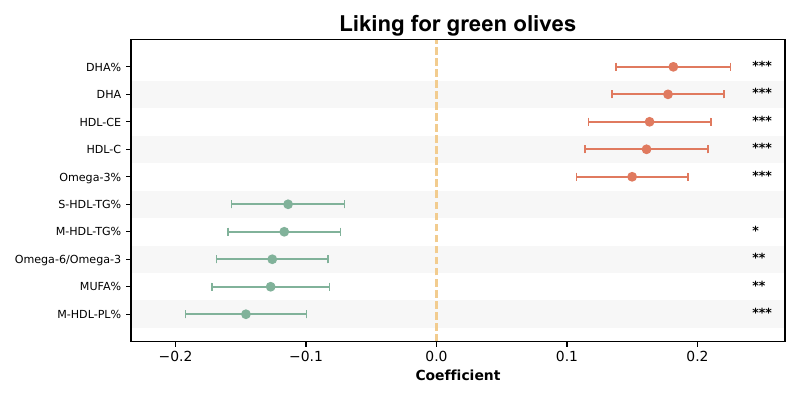 Liking for green olives
DHA% ***
DHA ***
HDL-CE ***
HDL-C ***
Omega-3% ***
S-HDL-TG%
M-HDL-TG% *
Omega-6/Omega-3 **
MUFA% **
M-HDL-PL% ***
−0.2 −0.1 0.0 0.1 0.2
Coefficient